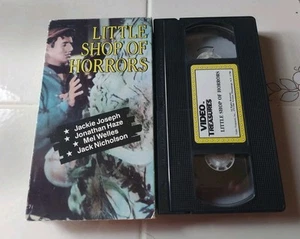 LITTLE
SHOP OF
HORRORS
★ Jackie Joseph
★ Jonathan Haze
★ Mel Welles
★ Jack Nicholson
VIDEO
TREASURES
LITTLE SHOP OF HORRORS